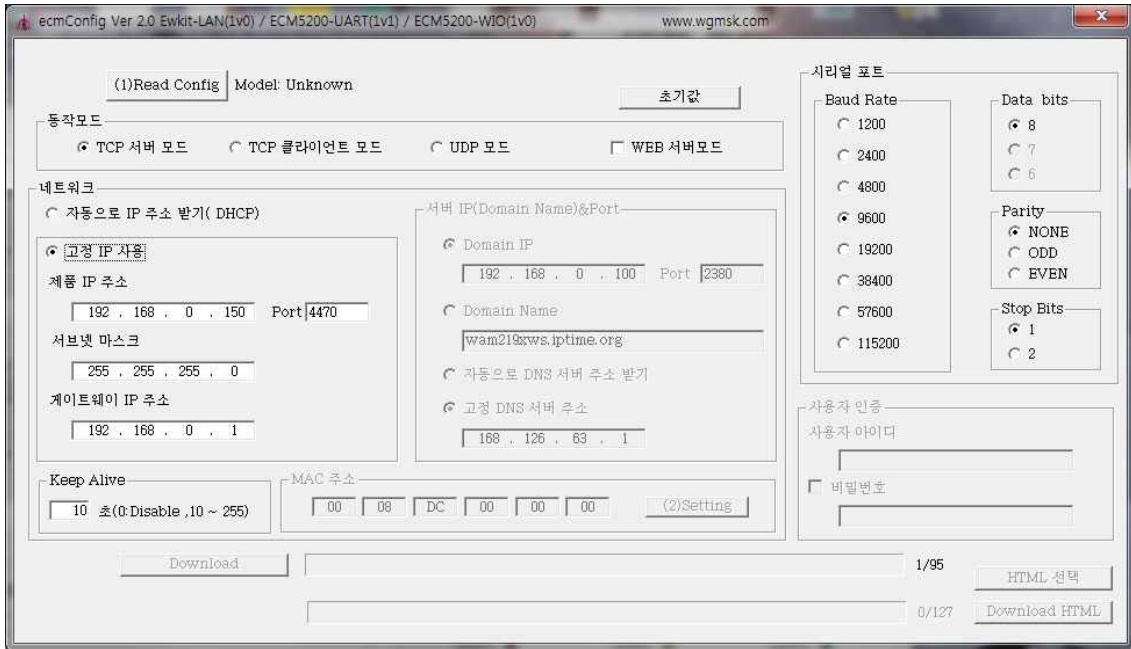 ecmConfig Ver 2.0 Ewkit-LAN(1v0) / ECM5200-UART(1v1) / ECM5200-WIO(1v0) www.wgmsk.com
(1)Read Config Model: Unknown
초기값
동작모드
TCP 서버 모드 TCP 클라이언트 모드 UDP 모드 WEB 서버모드
네트워크
자동으로 IP 주소 받기( DHCP)
고정 IP 사용
제품 IP 주소
192 . 168 . 0 . 150 Port 4470
서브넷 마스크
255 . 255 . 255 . 0
게이트웨이 IP 주소
192 . 168 . 0 . 1
서버 IP(Domain Name)&Port
Domain IP
192 . 168 . 0 . 100 Port 2380
Domain Name
wam219xws.iptime.org
자동으로 DNS 서버 주소 받기
고정 DNS 서버 주소
168 . 126 . 63 . 1
Keep Alive
10 초(0:Disable ,10 ~ 255)
MAC 주소
00 08 DC 00 00 00 (2)Setting
시리얼 포트
Baud Rate
1200
2400
4800
9600
19200
38400
57600
115200
Data bits
8
7
6
Parity
NONE
ODD
EVEN
Stop Bits
1
2
사용자 인증
사용자 아이디
비밀번호
Download 1/95
HTML 선택
0/127 Download HTML